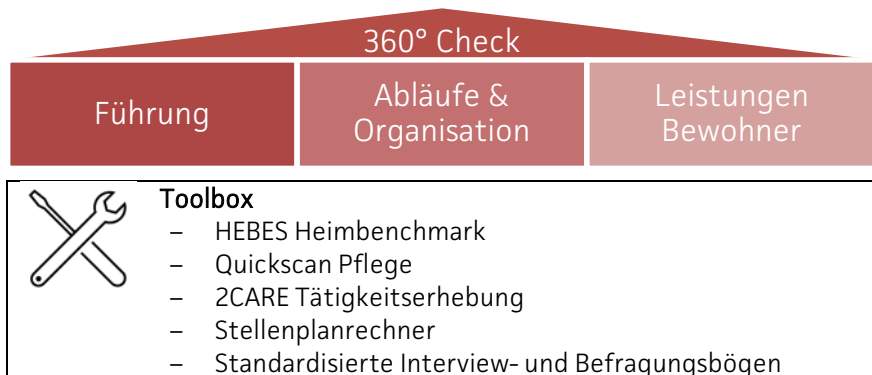 360° Check
Führung
Abläufe &
Organisation
Leistungen
Bewohner
Toolbox
– HEBES Heimbenchmark
– Quickscan Pflege
– 2CARE Tätigkeitserhebung
– Stellenplanrechner
– Standardisierte Interview- und Befragungsbögen